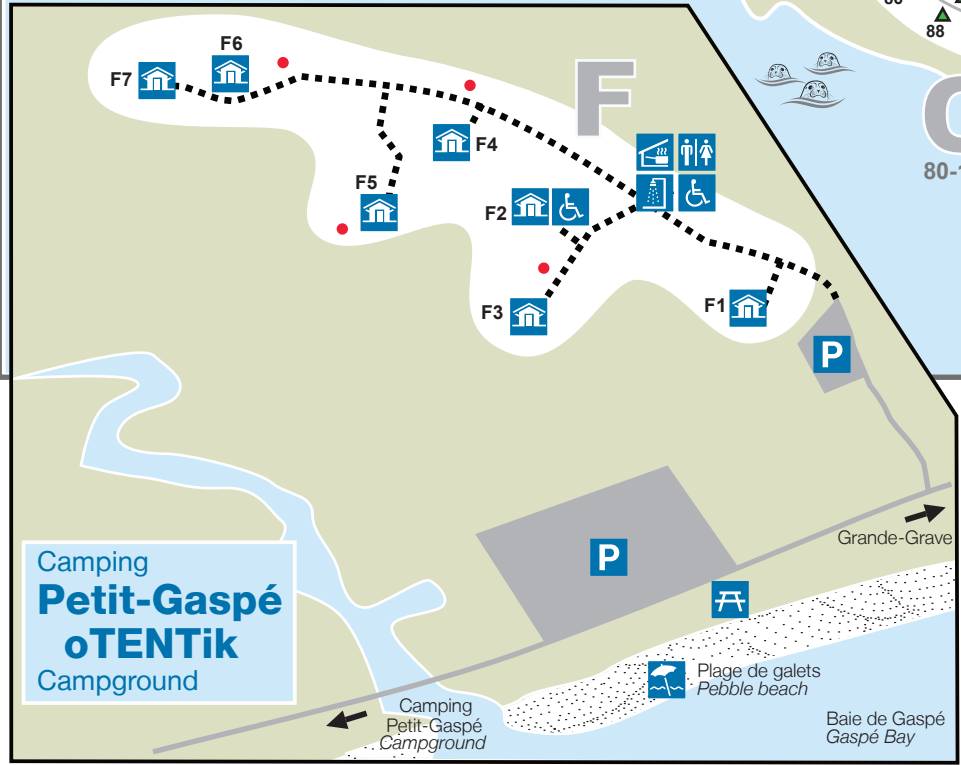 88
F6
F7
F
F4
F5
F2
F3
F1
P
P
Grande-Grave
Camping
Petit-Gaspé
oTENTik
Campground
Plage de galets
Pebble beach
Camping
Petit-Gaspé
Campground
Baie de Gaspé
Gaspé Bay